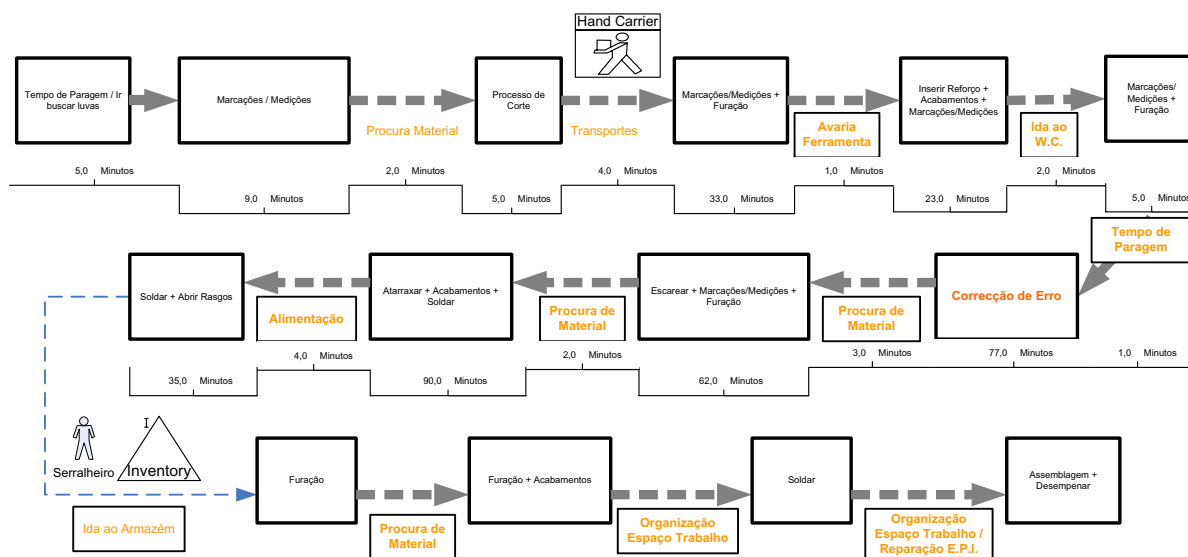 Hand Carrier
Tempo de Paragem / Ir
buscar luvas
Marcações / Medições
Procura Material
Processo de
Corte
Transportes
Marcações/Medições +
Furação
Avaria
Ferramenta
Inserir Reforço +
Acabamentos +
Marcações/Medições
Ida ao
W.C.
Marcações/
Medições +
Furação
5,0 Minutos
9,0 Minutos
2,0 Minutos
5,0 Minutos
4,0 Minutos
33,0 Minutos
1,0 Minutos
23,0 Minutos
2,0 Minutos
5,0 Minutos
Tempo de
Paragem
Correcção de Erro
Procura de
Material
Escarear + Marcações/Medições +
Furação
Procura de
Material
Atarraxar + Acabamentos +
Soldar
Alimentação
Soldar + Abrir Rasgos
35,0 Minutos
4,0 Minutos
90,0 Minutos
2,0 Minutos
62,0 Minutos
3,0 Minutos
77,0 Minutos
1,0 Minutos
Serralheiro
I
Inventory
Ida ao Armazém
Furação
Procura de
Material
Furação + Acabamentos
Organização
Espaço Trabalho
Soldar
Organização
Espaço Trabalho /
Reparação E.P.I.
Assemblagem +
Desempenar